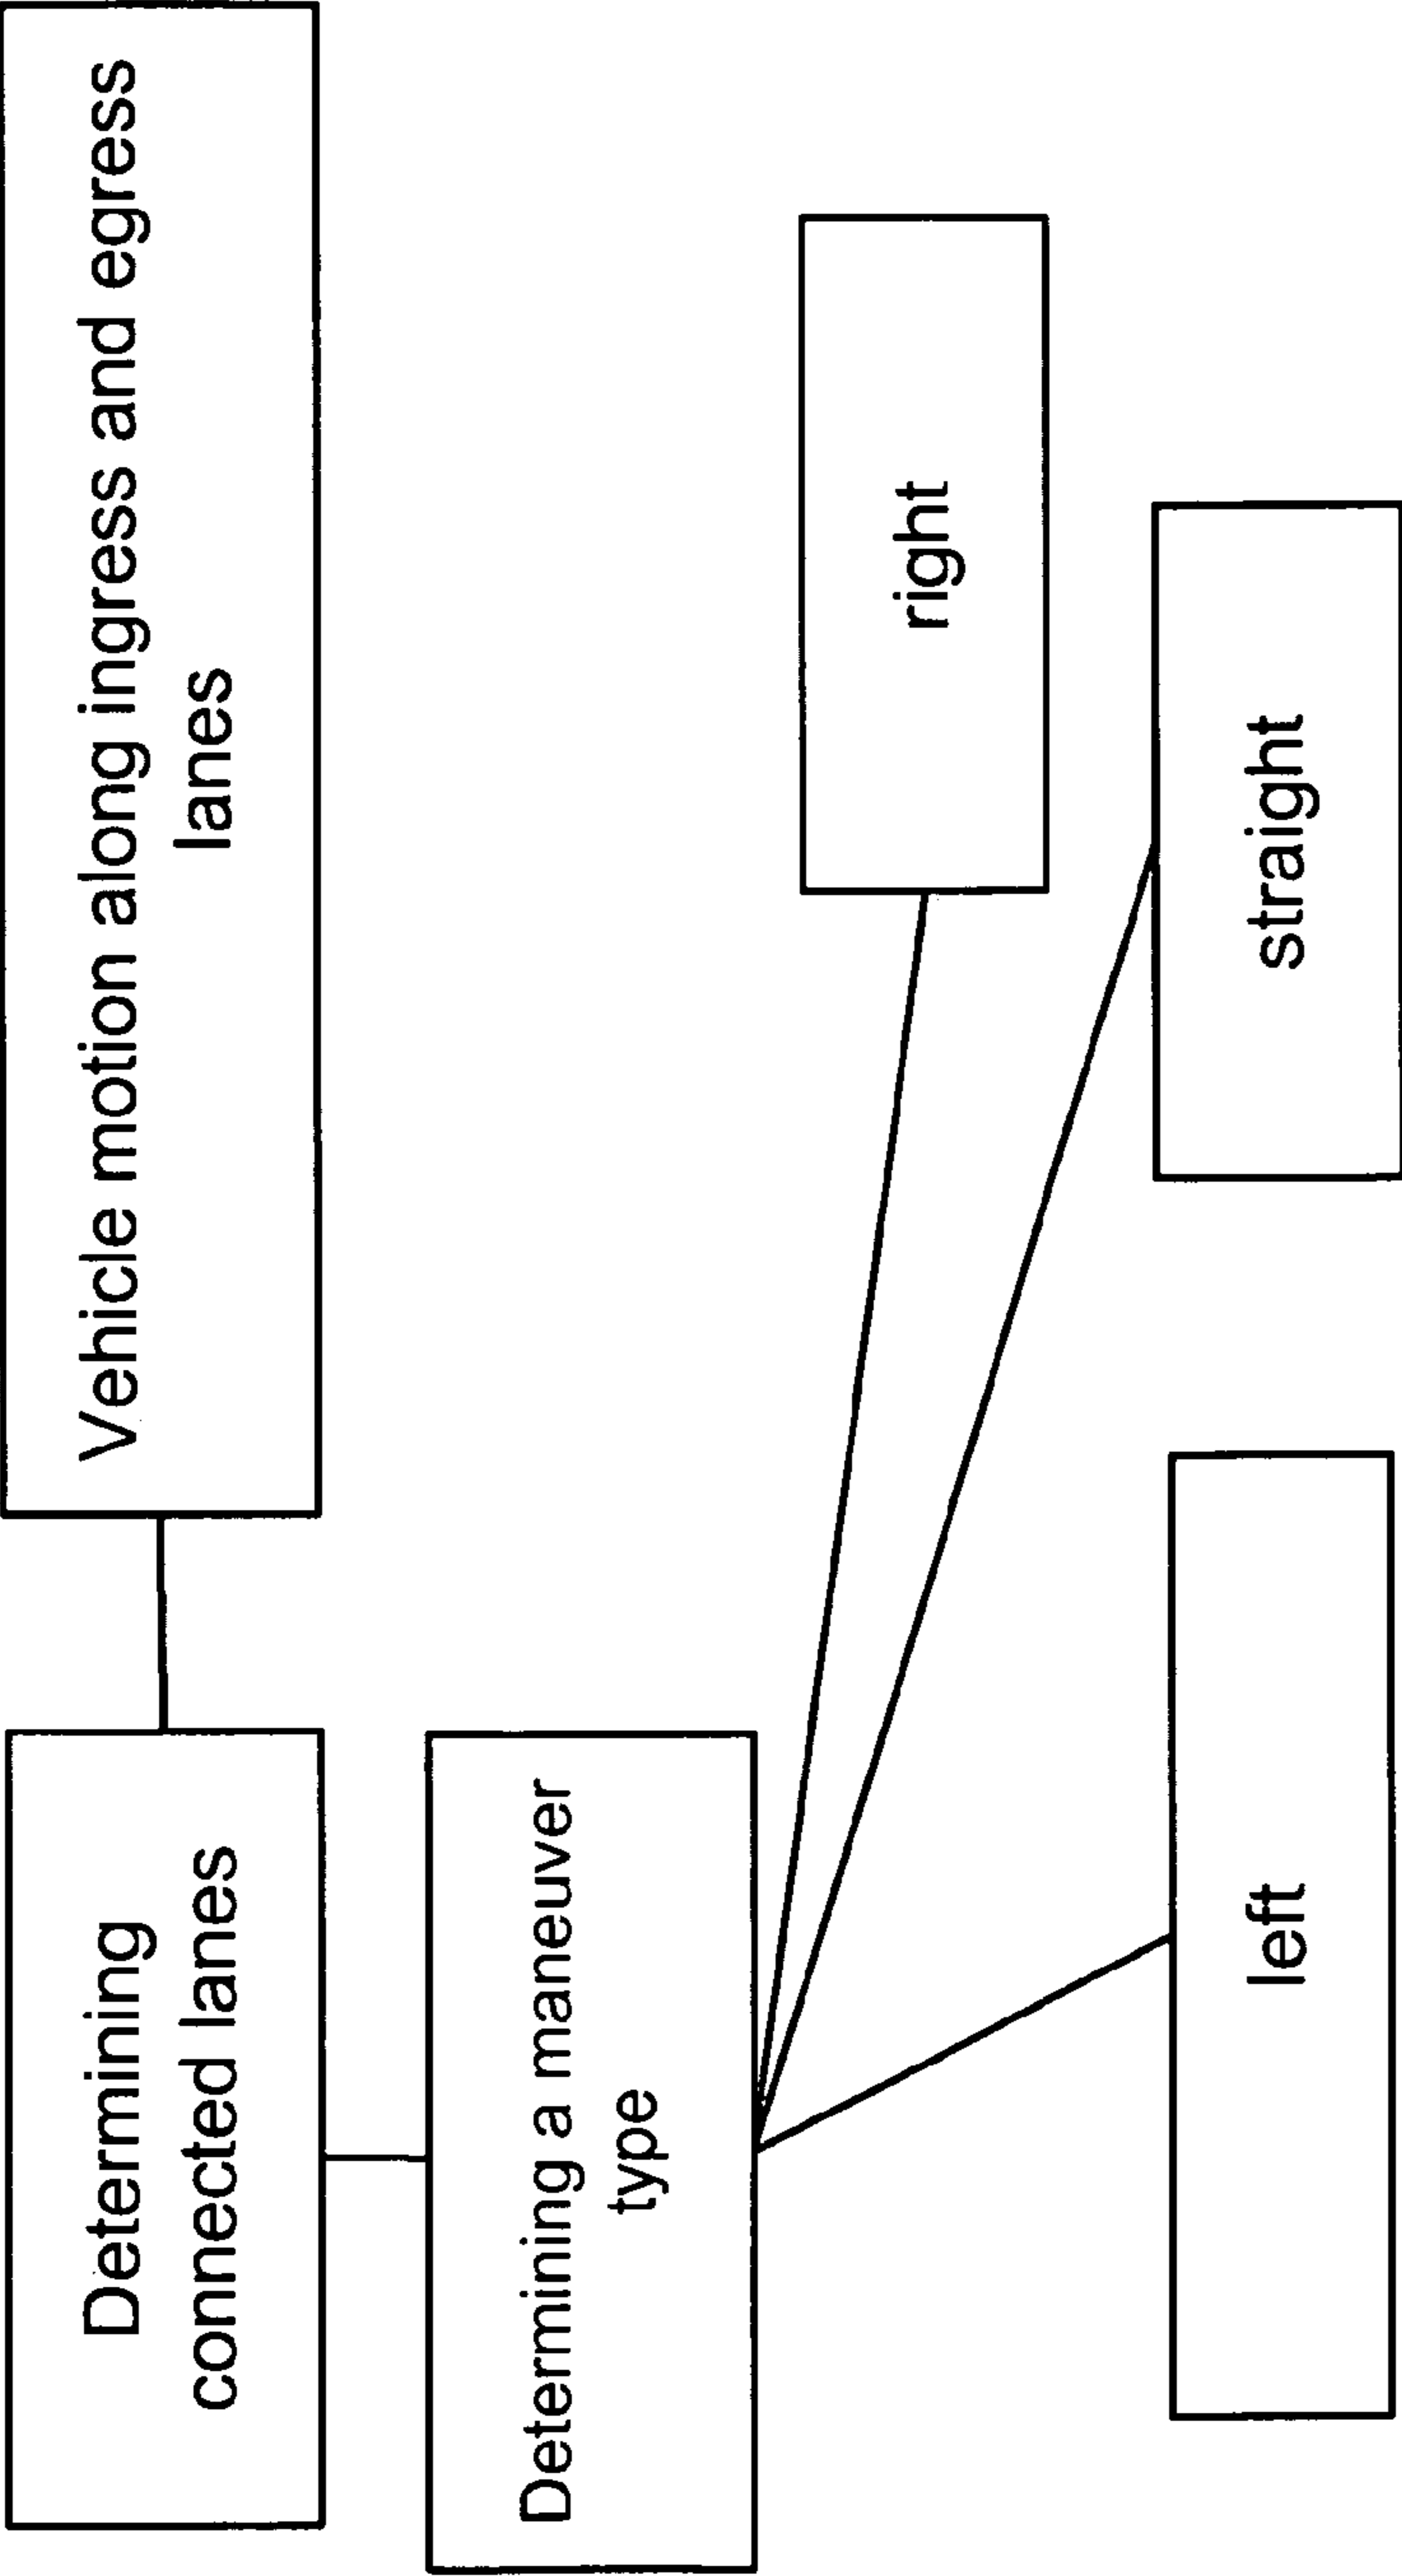 Determining
connected lanes
Vehicle motion along ingress and egress
lanes
Determining a maneuver
type
right
left
straight